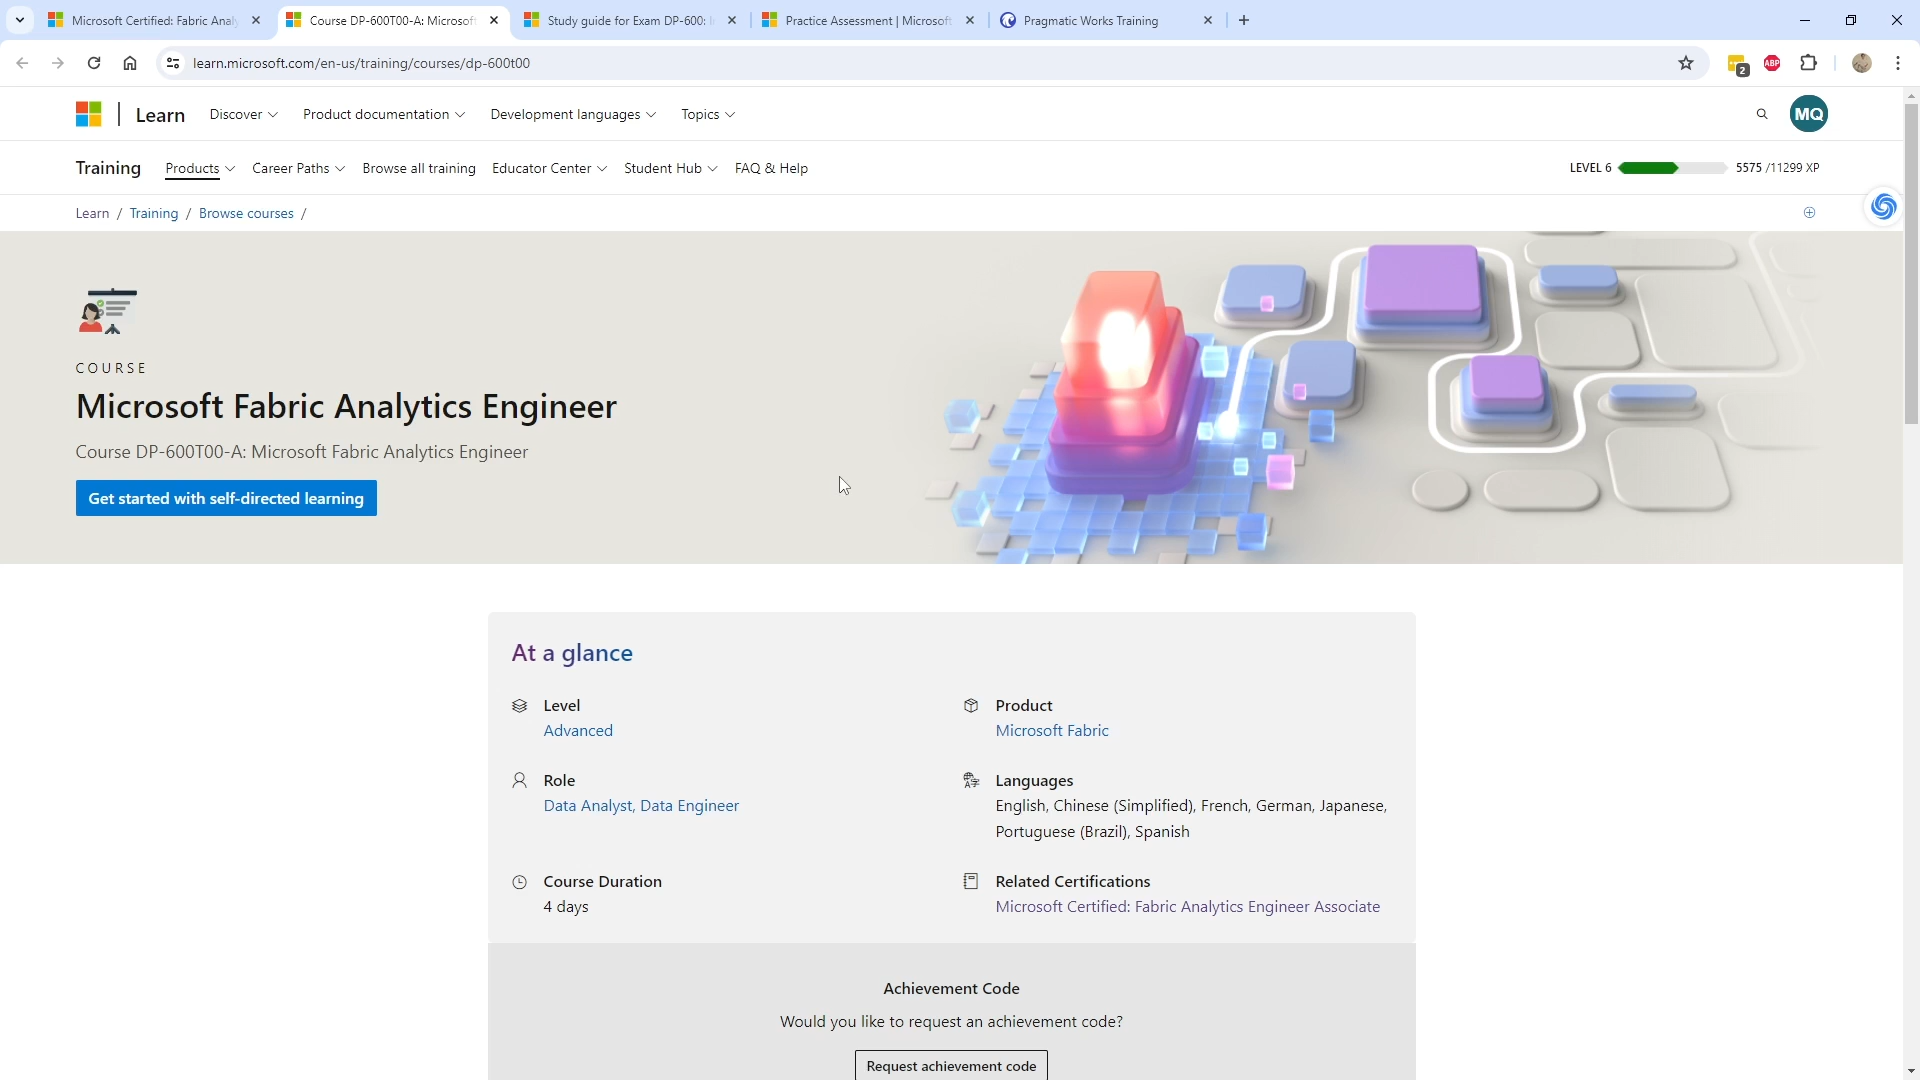 Microsoft Certified: Fabric Analy
Course DP-600T00-A: Microsoft
Study guide for Exam DP-600: I
Practice Assessment | Microsoft
Pragmatic Works Training
learn.microsoft.com/en-us/training/courses/dp-600t00
2
ABP
Learn
Discover
Product documentation
Development languages
Topics
MQ
Training
Products
Career Paths
Browse all training
Educator Center
Student Hub
FAQ & Help
LEVEL 6
5575 /11299 XP
Learn / Training / Browse courses /
COURSE
Microsoft Fabric Analytics Engineer
Course DP-600T00-A: Microsoft Fabric Analytics Engineer
Get started with self-directed learning
At a glance
Level
Advanced
Product
Microsoft Fabric
Role
Data Analyst, Data Engineer
Languages
English, Chinese (Simplified), French, German, Japanese,
Portuguese (Brazil), Spanish
Course Duration
4 days
Related Certifications
Microsoft Certified: Fabric Analytics Engineer Associate
Achievement Code
Would you like to request an achievement code?
Request achievement code